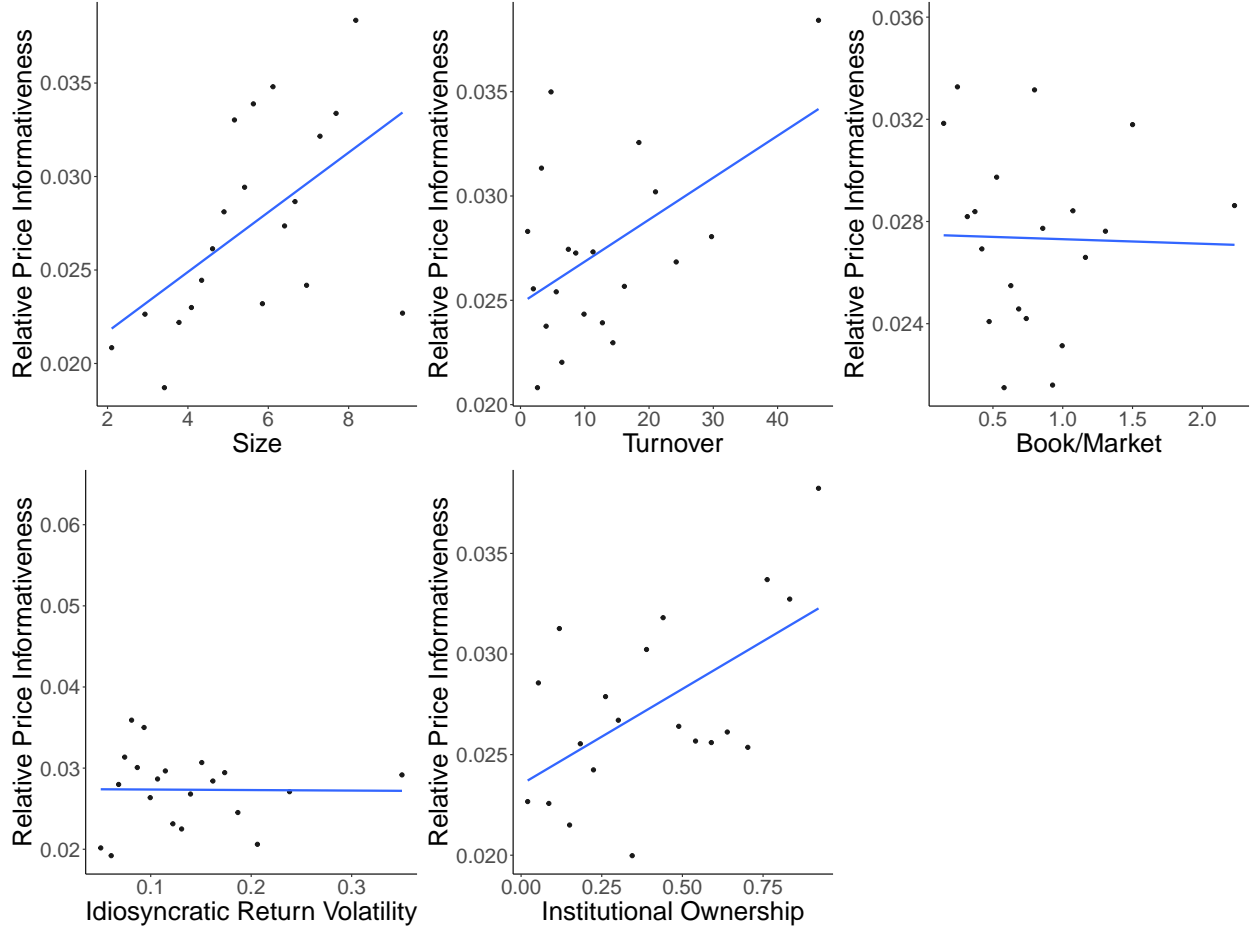 Relative Price Informativeness
0.035
0.030
0.025
0.020
2 4 6 8
Size
Relative Price Informativeness
0.035
0.030
0.025
0.020
0 10 20 30 40
Turnover
Relative Price Informativeness
0.036
0.032
0.028
0.024
0.5 1.0 1.5 2.0
Book/Market
Relative Price Informativeness
0.06
0.05
0.04
0.03
0.02
0.1 0.2 0.3
Idiosyncratic Return Volatility
Relative Price Informativeness
0.035
0.030
0.025
0.020
0.00 0.25 0.50 0.75
Institutional Ownership